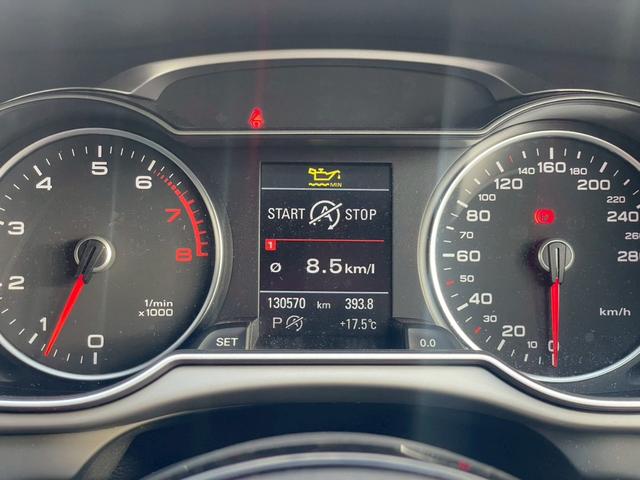 MIN
START A STOP
1
Ø 8.5 km/l
130570 km 393.8
P A +17.5°C
SET
0.0
0 1 2 3 4 5 6 7 8
1/min
x1000
0 10 20 30 40 50 60 80 100 120 140 160 180 200 220 240 260 280
km/h